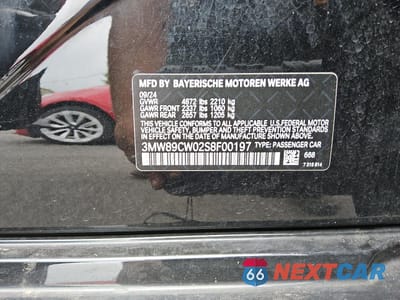 MFD BY BAYERISCHE MOTOREN WERKE AG
09/24
GVWR 4872 lbs 2210 kg
GAWR FRONT 2337 lbs 1060 kg
GAWR REAR 2657 lbs 1205 kg
THIS VEHICLE CONFORMS TO ALL APPLICABLE U.S. FEDERAL MOTOR
VEHICLE SAFETY, BUMPER, AND THEFT PREVENTION STANDARDS IN
EFFECT ON THE DATE OF MANUFACTURE SHOWN ABOVE.
3MW89CW02S8F00197 TYPE: PASSENGER CAR
668
66 NEXTCAR